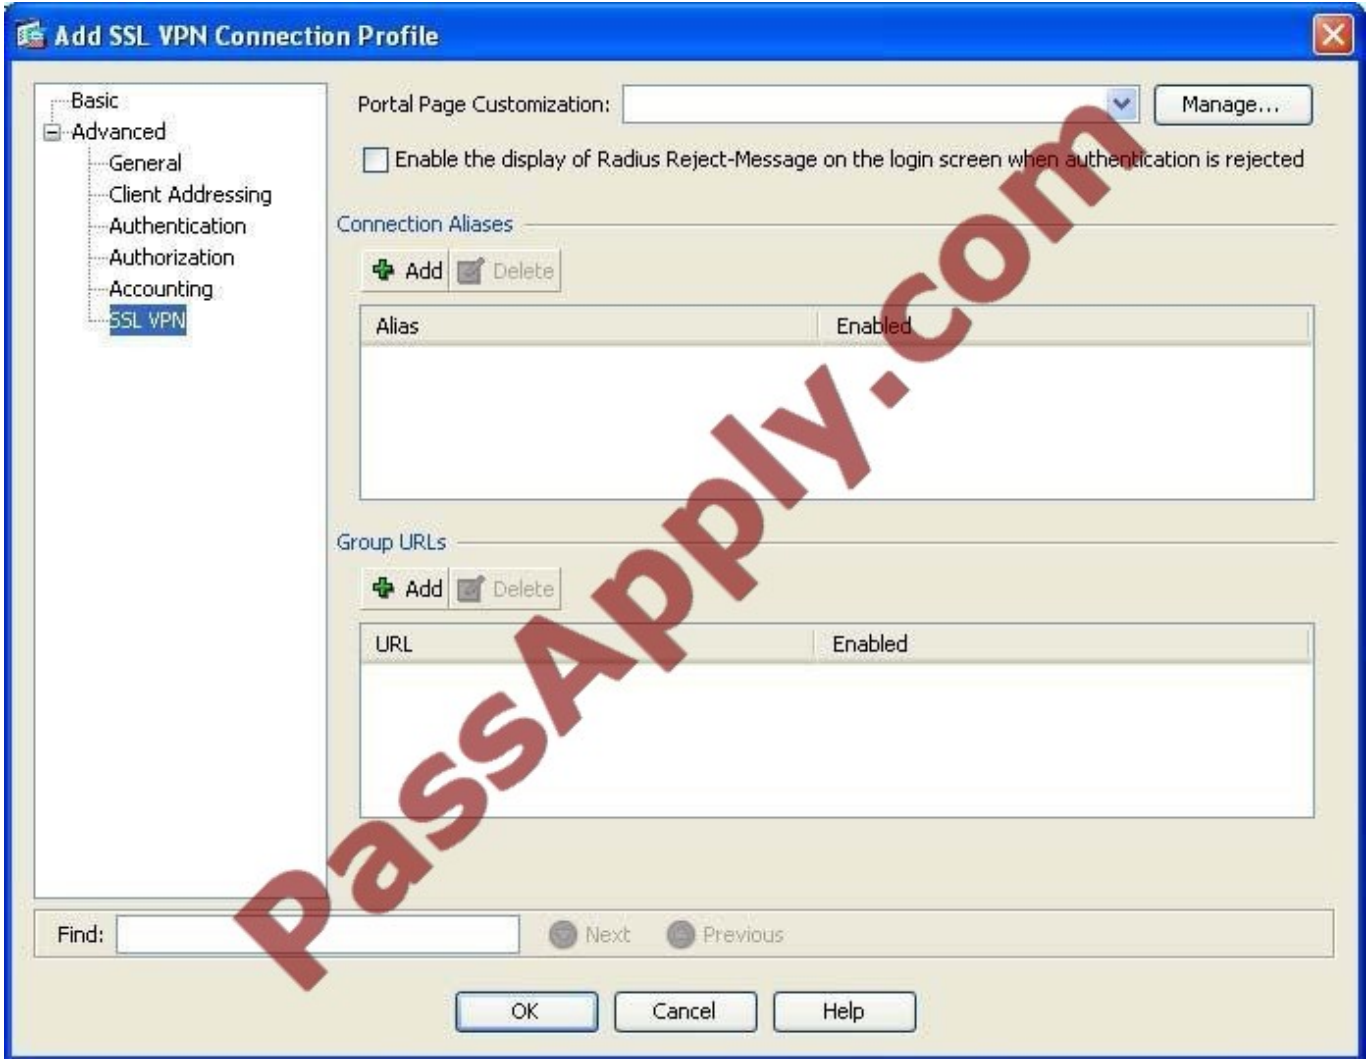 Add SSL VPN Connection Profile
Basic
Advanced
General
Client Addressing
Authentication
Authorization
Accounting
SSL VPN
Portal Page Customization:
Manage...
Enable the display of Radius Reject-Message on the login screen when authentication is rejected
Connection Aliases
Add Delete
Alias Enabled
Group URLs
Add Delete
URL Enabled
Find:
Next Previous
OK Cancel Help
PassApply.com